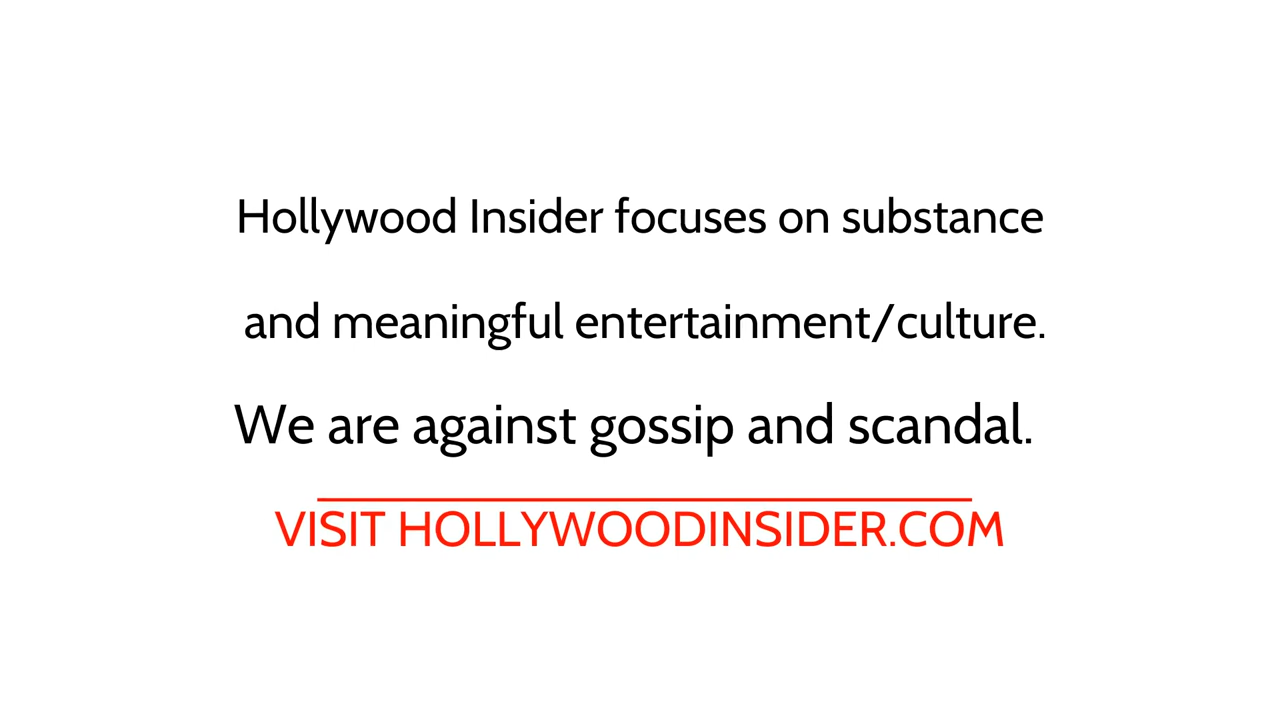 Hollywood Insider focuses on substance
and meaningful entertainment/culture.
We are against gossip and scandal.
VISIT HOLLYWOODINSIDER.COM